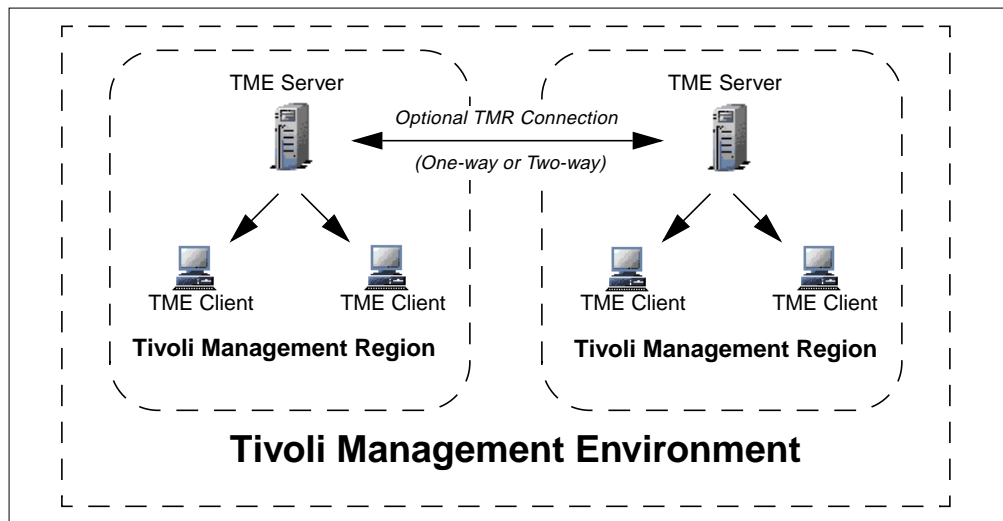 TME Server
TME Server
Optional TMR Connection
(One-way or Two-way)
TME Client
TME Client
TME Client
TME Client
Tivoli Management Region
Tivoli Management Region
Tivoli Management Environment